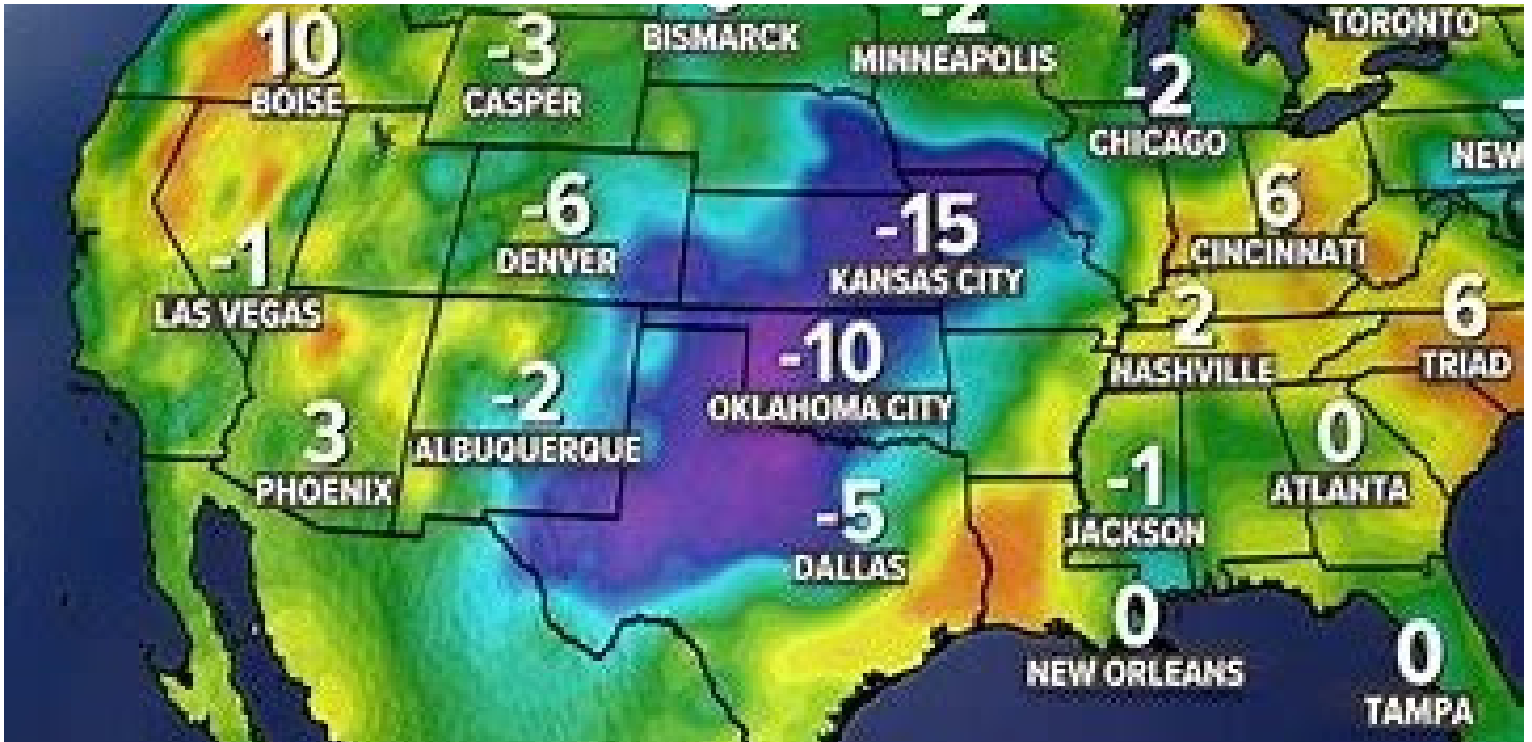 TORONTO
10
BOISE
-3
CASPER
BISMARCK
-2
MINNEAPOLIS
-2
CHICAGO
NEW
-6
DENVER
-15
KANSAS CITY
6
CINCINNATI
-1
LAS VEGAS
2
NASHVILLE
6
TRIAD
-10
OKLAHOMA CITY
-2
ALBUQUERQUE
3
PHOENIX
-5
DALLAS
-1
JACKSON
0
ATLANTA
0
NEW ORLEANS
0
TAMPA